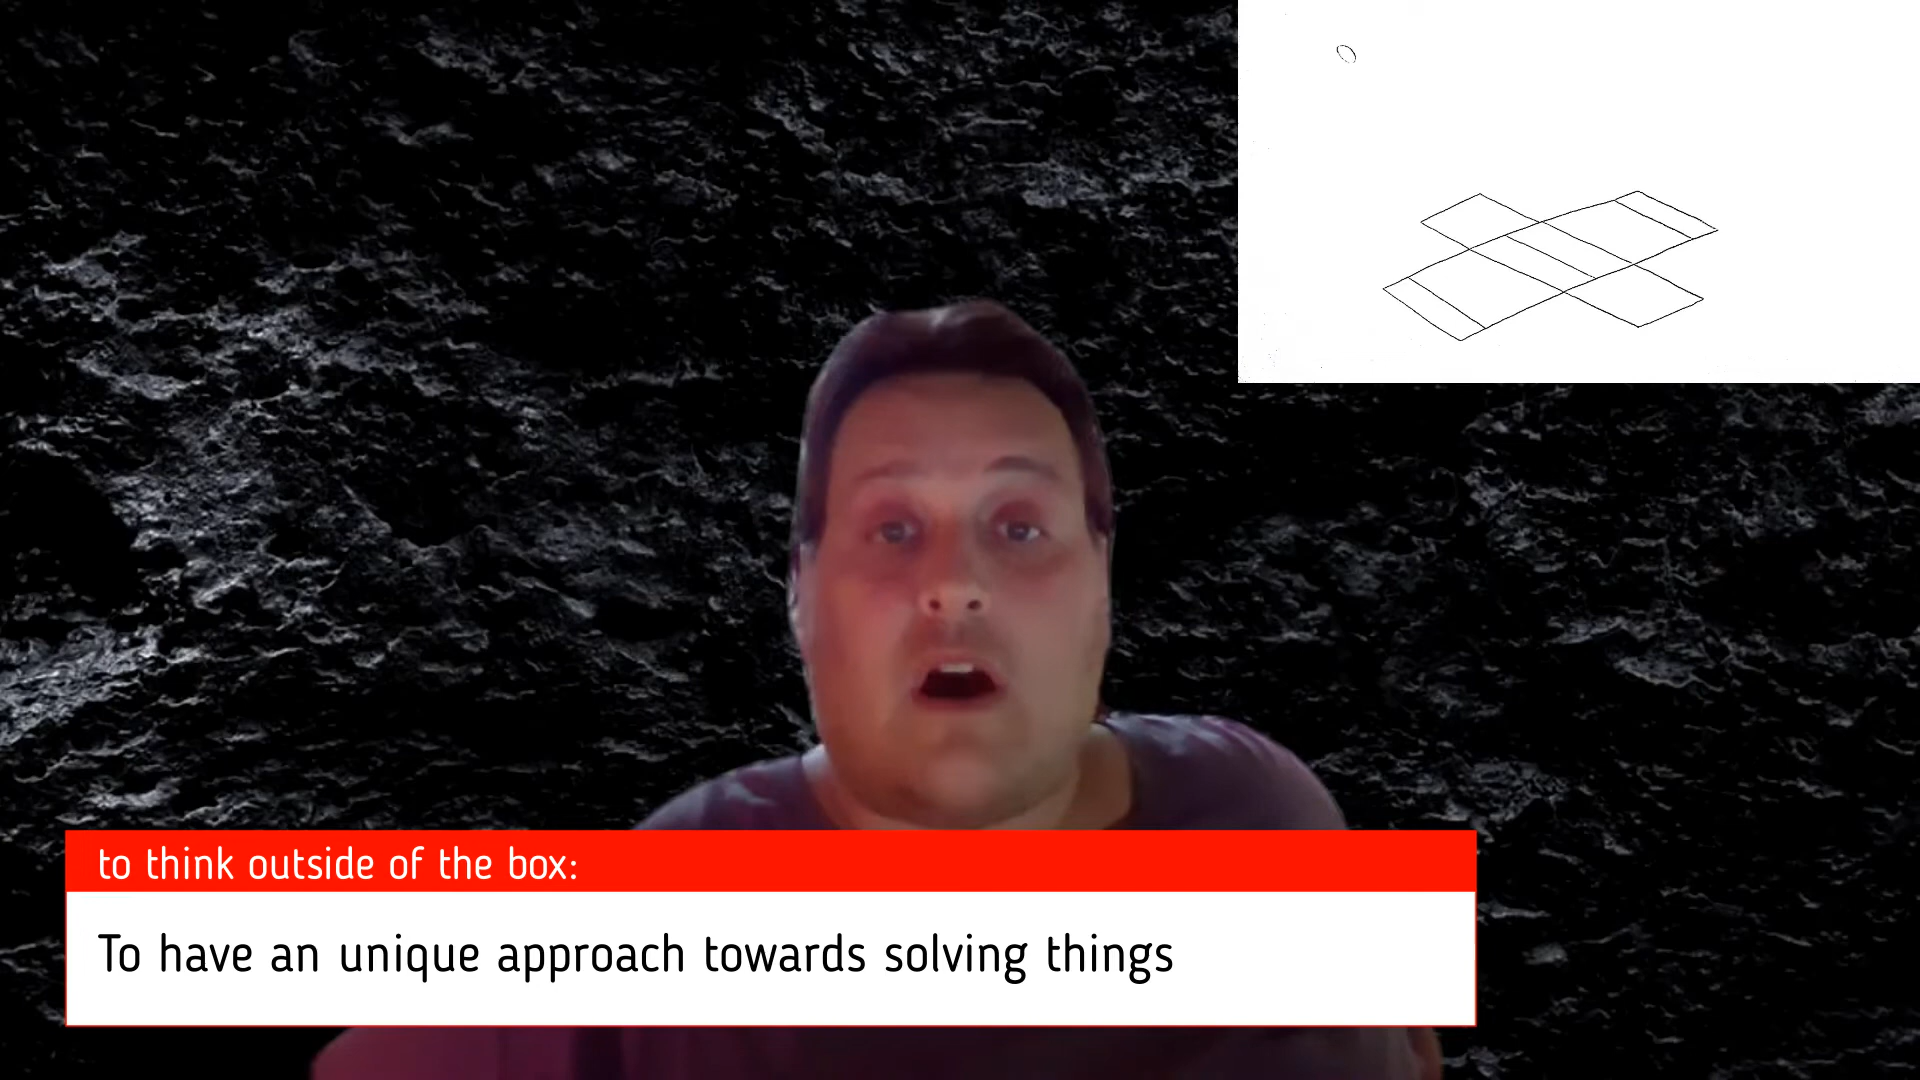 to think outside of the box:
To have an unique approach towards solving things